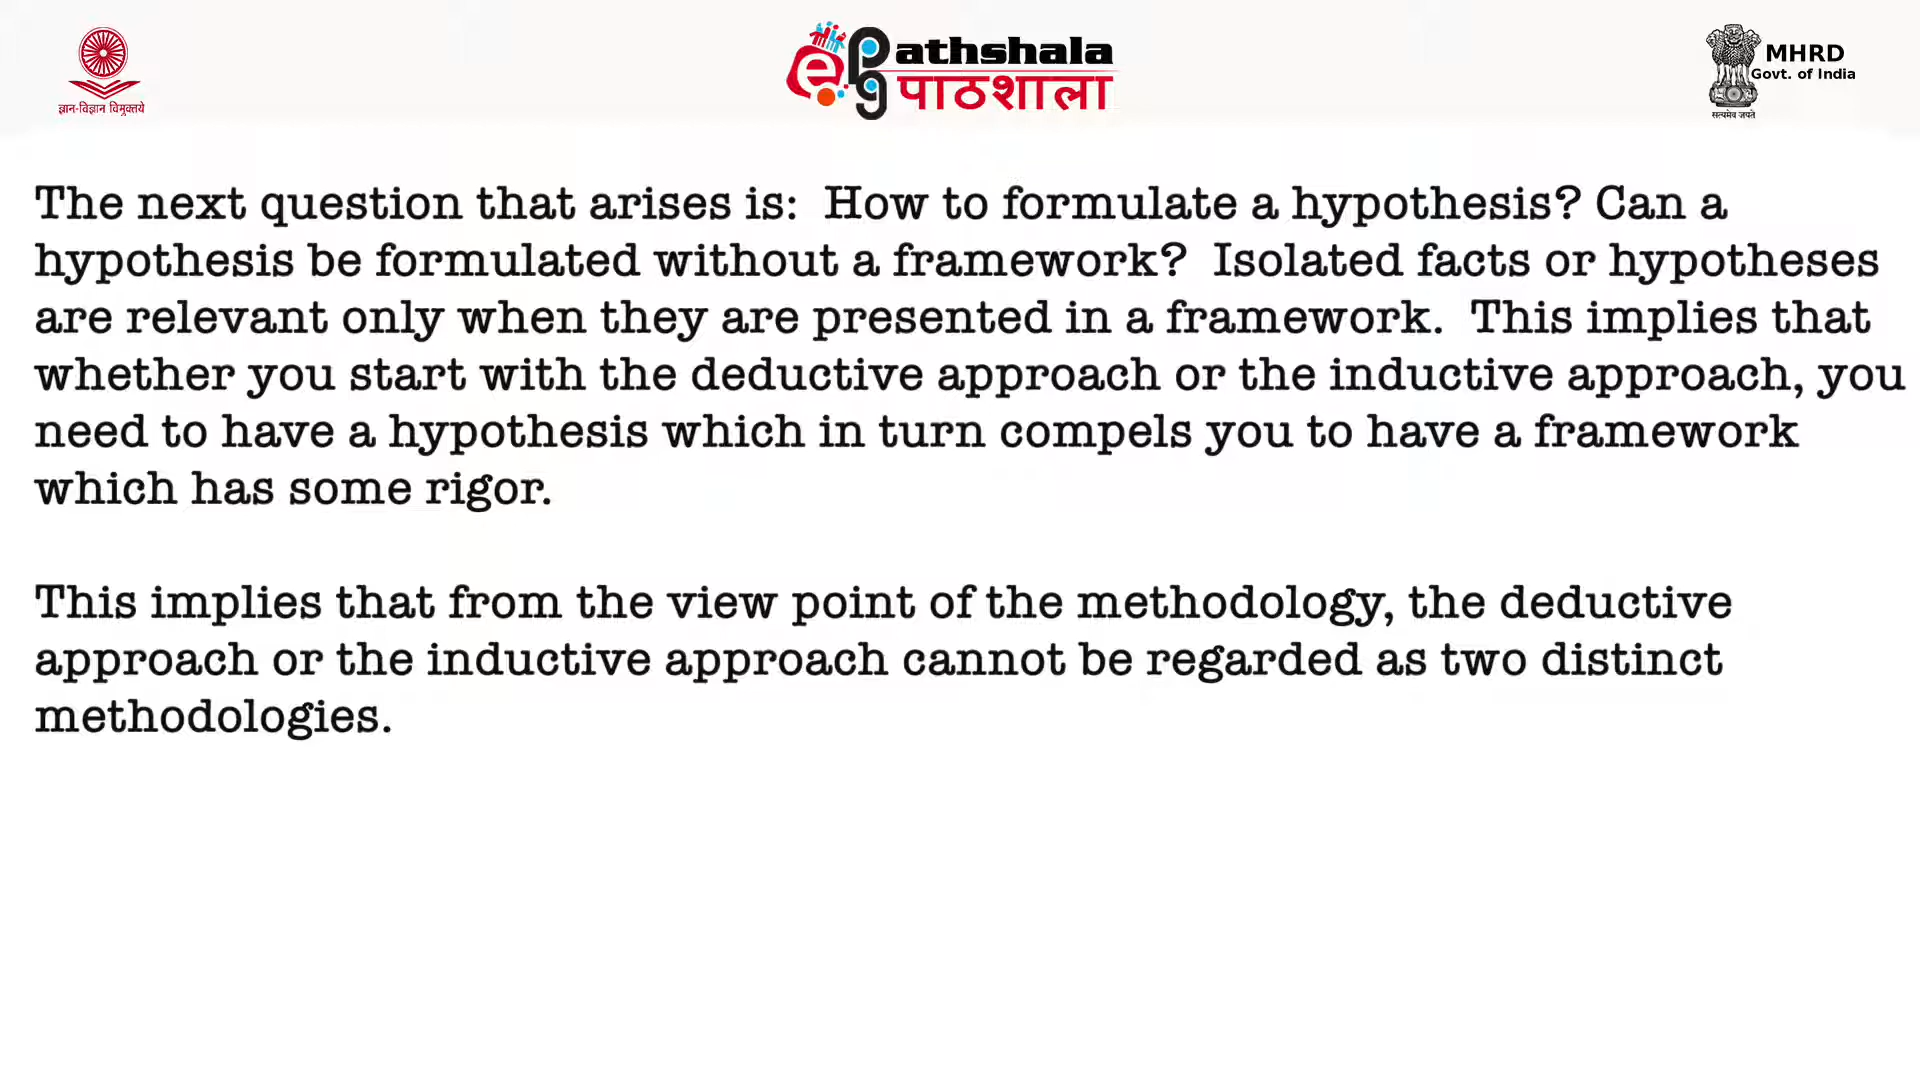 ज्ञान-विज्ञान विमुक्तये
e PG athshala
पाठशाला
MHRD
Govt. of India
सत्यमेव जयते
The next question that arises is: How to formulate a hypothesis? Can a
hypothesis be formulated without a framework? Isolated facts or hypotheses
are relevant only when they are presented in a framework. This implies that
whether you start with the deductive approach or the inductive approach, you
need to have a hypothesis which in turn compels you to have a framework
which has some rigor.
This implies that from the view point of the methodology, the deductive
approach or the inductive approach cannot be regarded as two distinct
methodologies.